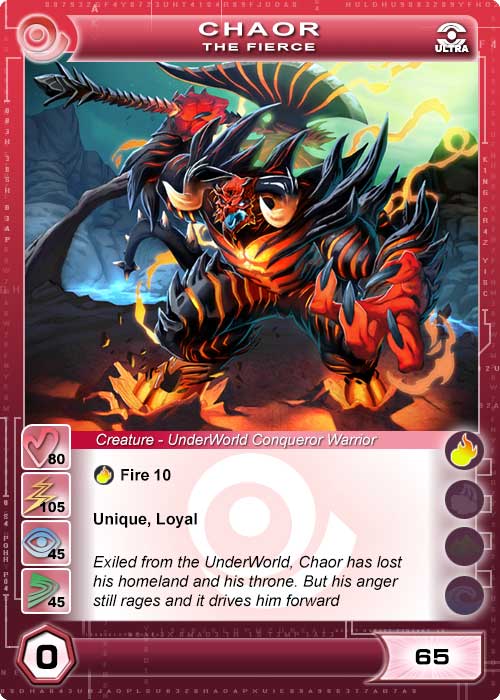 CHAOR
THE FIERCE
ULTRA
Creature - UnderWorld Conqueror Warrior
80
Fire 10
105
Unique, Loyal
45
Exiled from the UnderWorld, Chaor has lost
his homeland and his throne. But his anger
still rages and it drives him forward
45
0
65